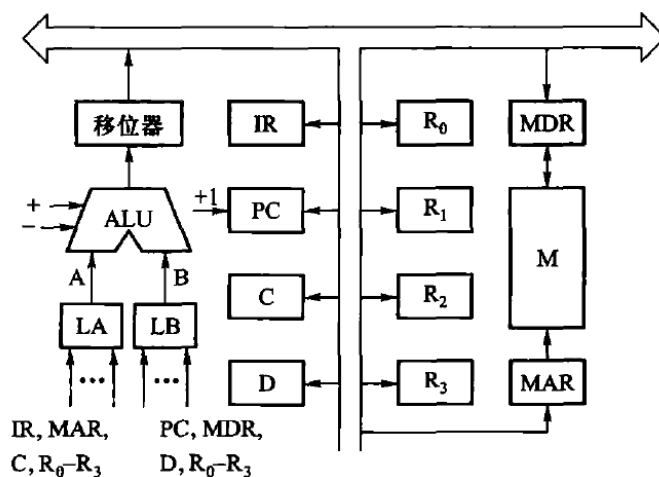 移位器
IR
R₀
MDR
+
−
ALU
+1
PC
R₁
M
A
B
C
R₂
LA
LB
···
···
D
R₃
MAR
IR, MAR,
C, R₀–R₃
PC, MDR,
D, R₀–R₃